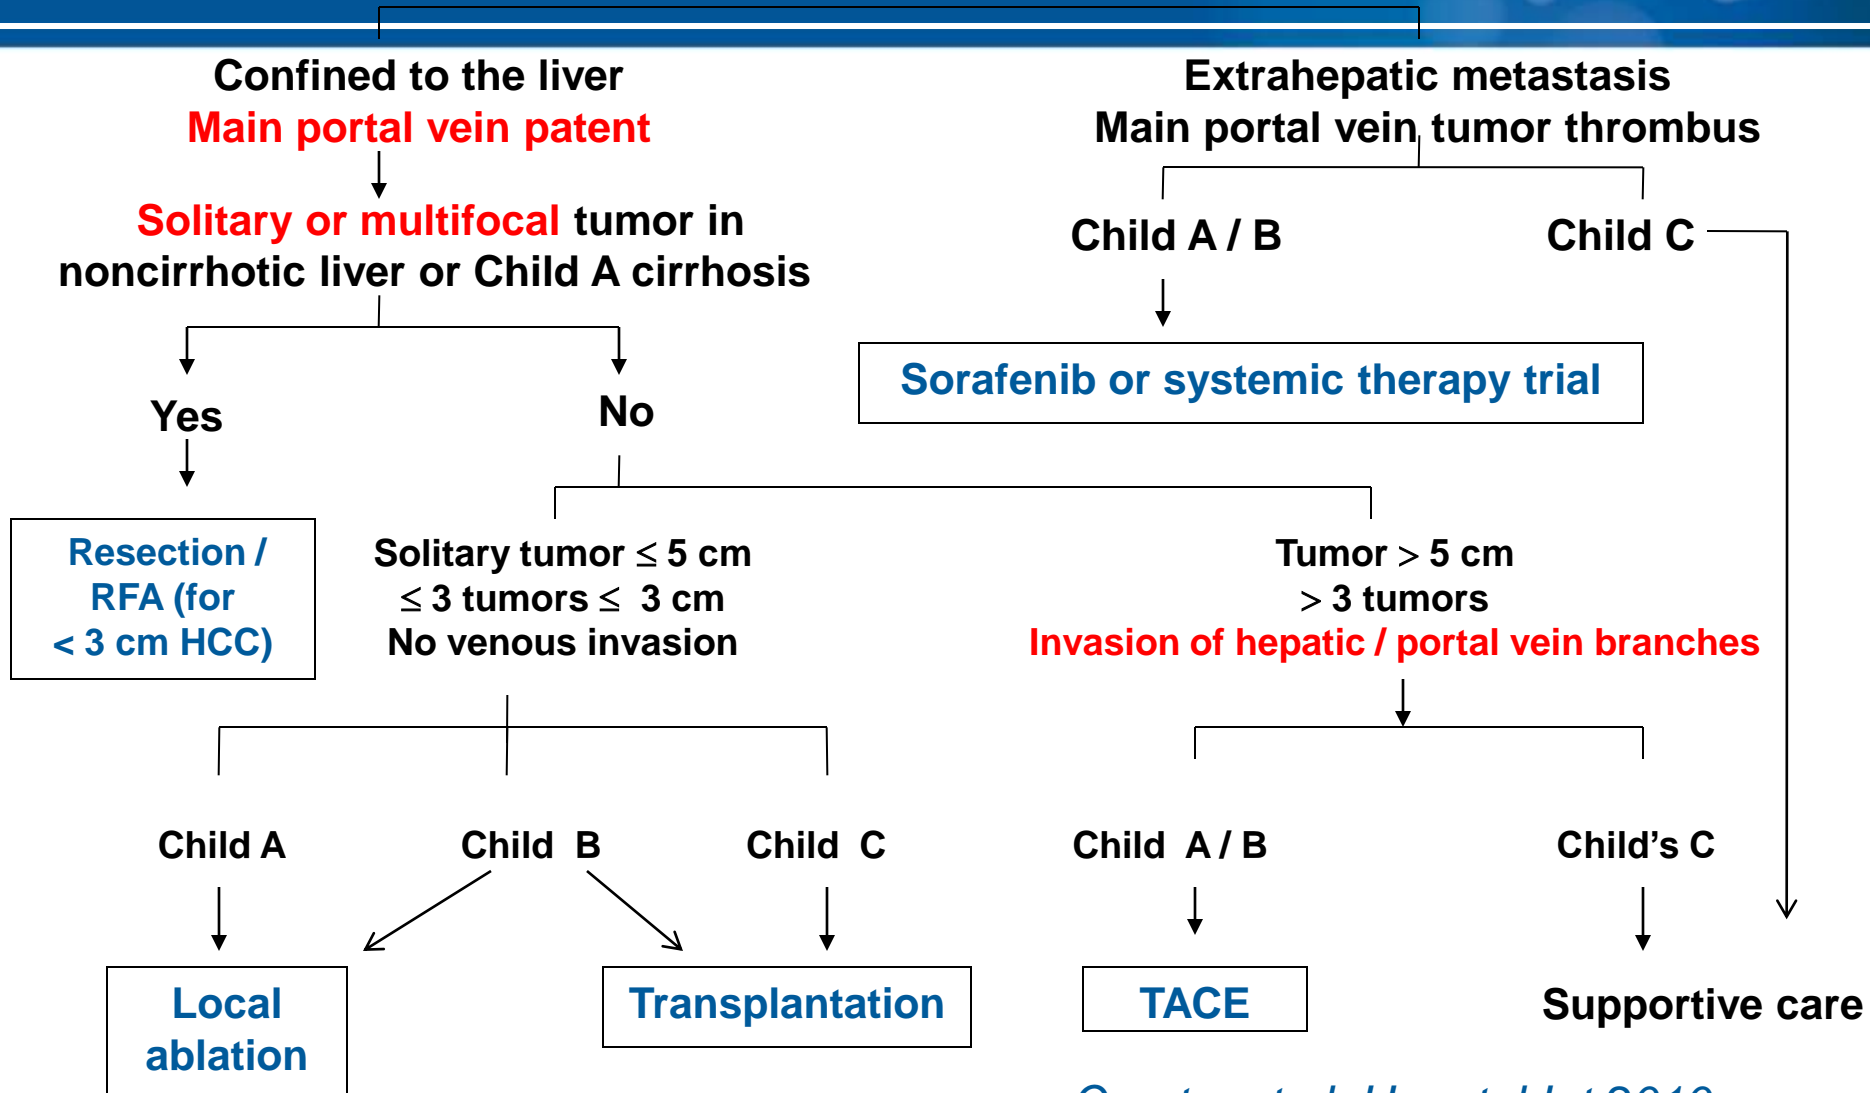 Confined to the liver
Main portal vein patent
Extrahepatic metastasis
Main portal vein tumor thrombus
Solitary or multifocal tumor in
noncirrhotic liver or Child A cirrhosis
Child A / B
Child C
Sorafenib or systemic therapy trial
Yes
No
Resection /
RFA (for
< 3 cm HCC)
Solitary tumor ≤ 5 cm
≤ 3 tumors ≤ 3 cm
No venous invasion
Tumor > 5 cm
> 3 tumors
Invasion of hepatic / portal vein branches
Child A
Child B
Child C
Child A / B
Child's C
Local
ablation
Transplantation
TACE
Supportive care